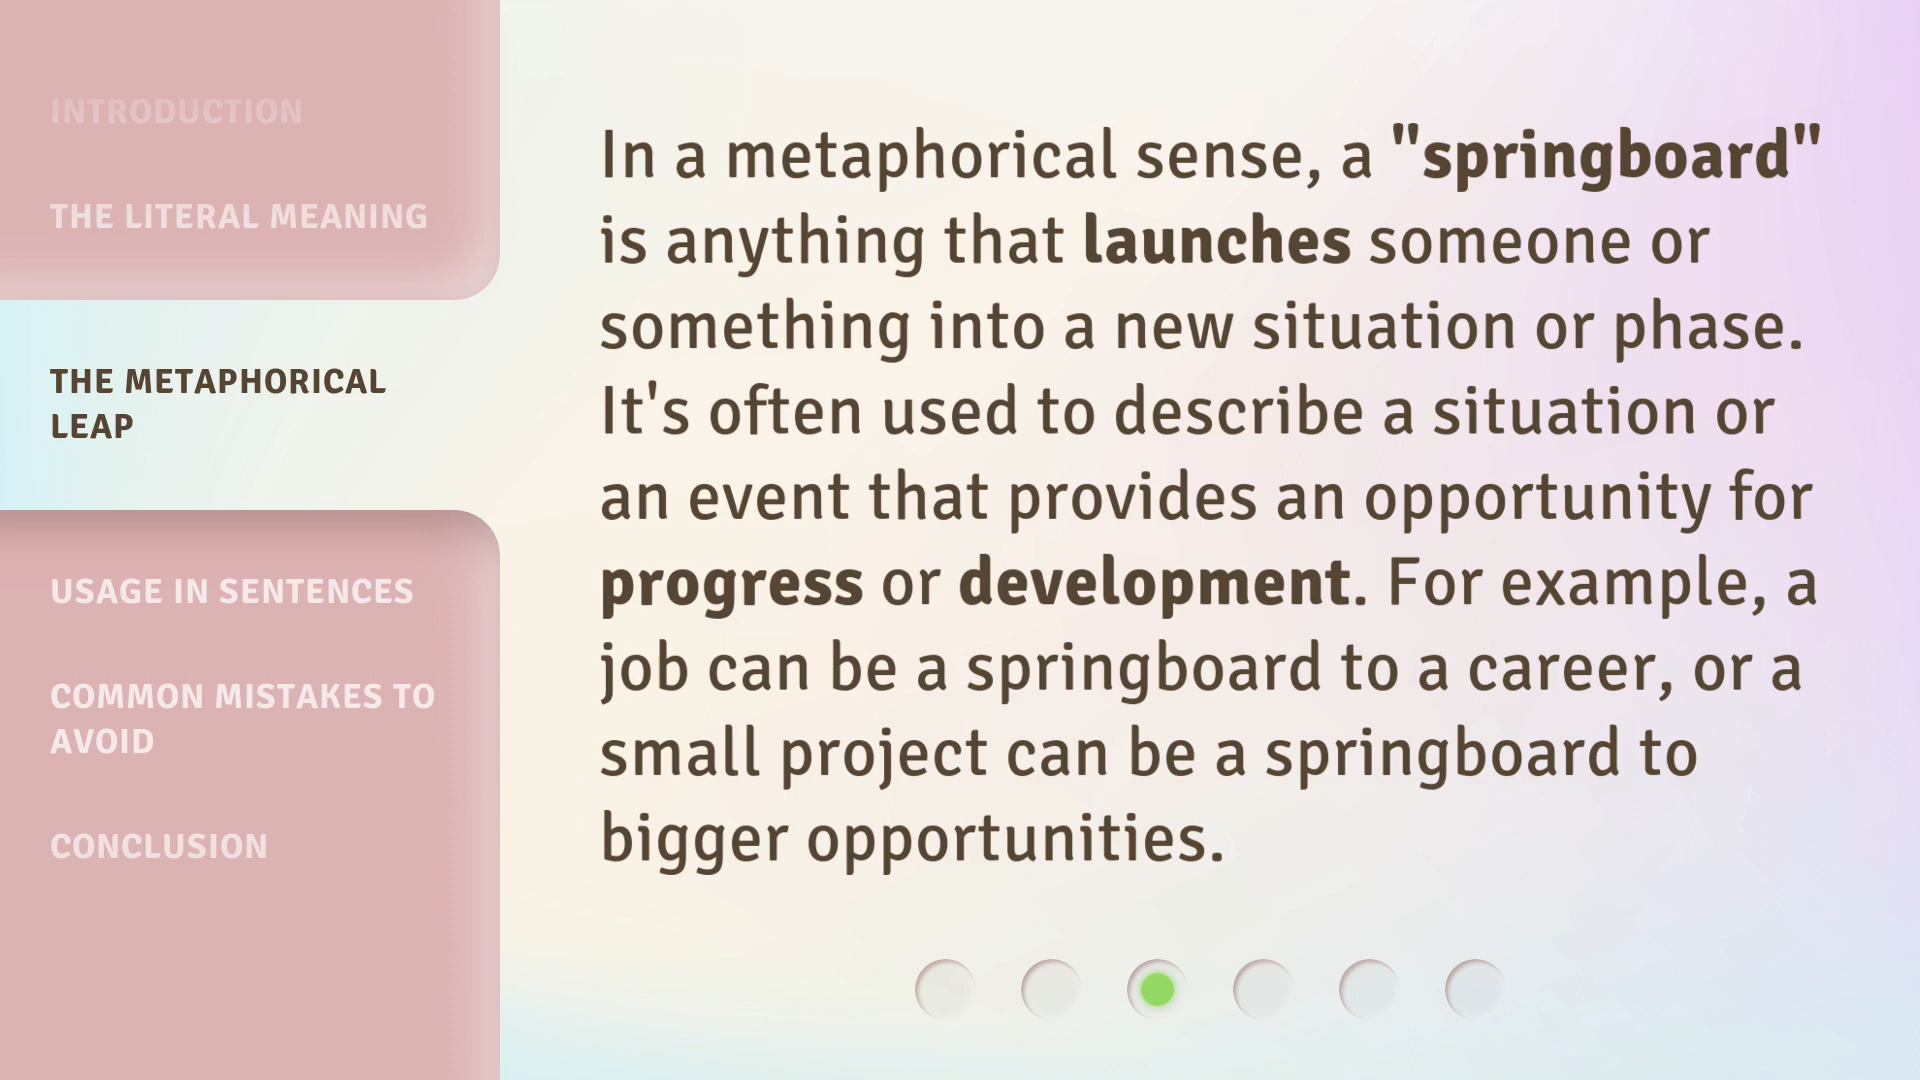 INTRODUCTION
THE LITERAL MEANING
THE METAPHORICAL
LEAP
USAGE IN SENTENCES
COMMON MISTAKES TO
AVOID
CONCLUSION
In a metaphorical sense, a "springboard"
is anything that launches someone or
something into a new situation or phase.
It's often used to describe a situation or
an event that provides an opportunity for
progress or development. For example, a
job can be a springboard to a career, or a
small project can be a springboard to
bigger opportunities.